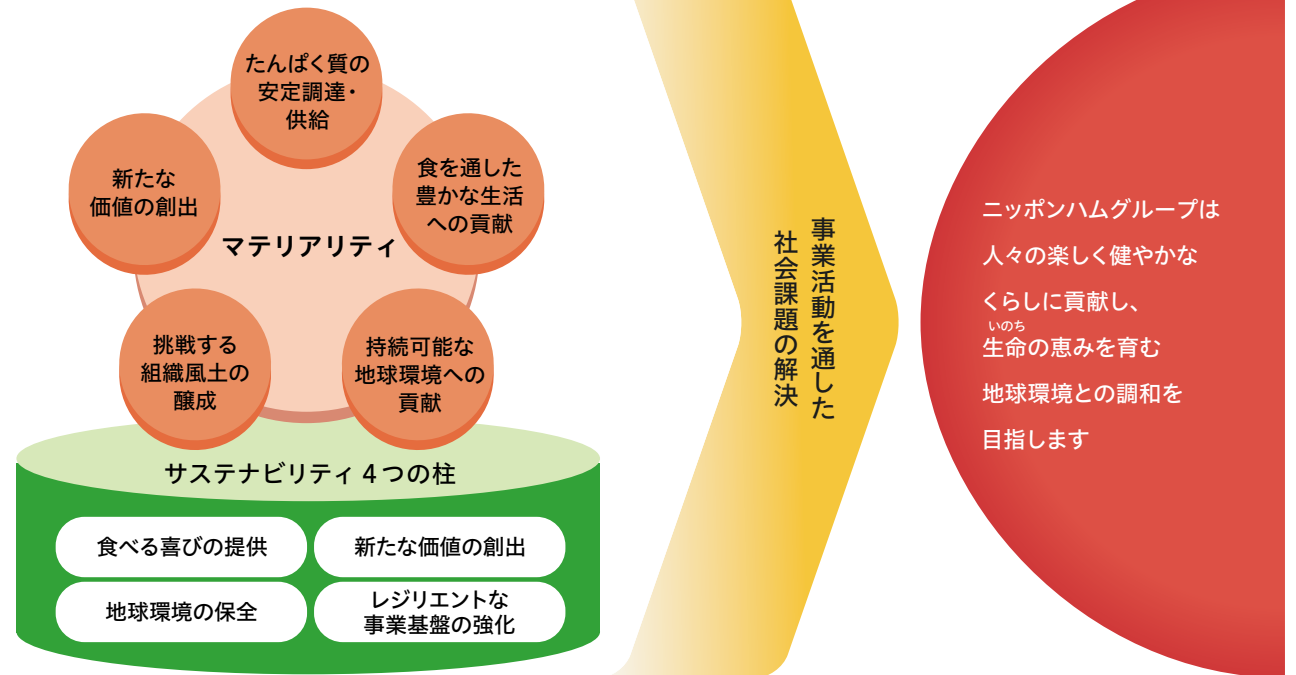 たんぱく質の
安定調達・
供給
新たな
価値の創出
食を通した
豊かな生活
への貢献
マテリアリティ
挑戦する
組織風土の
醸成
持続可能な
地球環境への
貢献
サステナビリティ 4 つの柱
食べる喜びの提供
新たな価値の創出
地球環境の保全
レジリエントな
事業基盤の強化
事業活動を通した
社会課題の解決
ニッポンハムグループは
人々の楽しく健やかな
くらしに貢献し、
いのち
生命の恵みを育む
地球環境との調和を
目指します